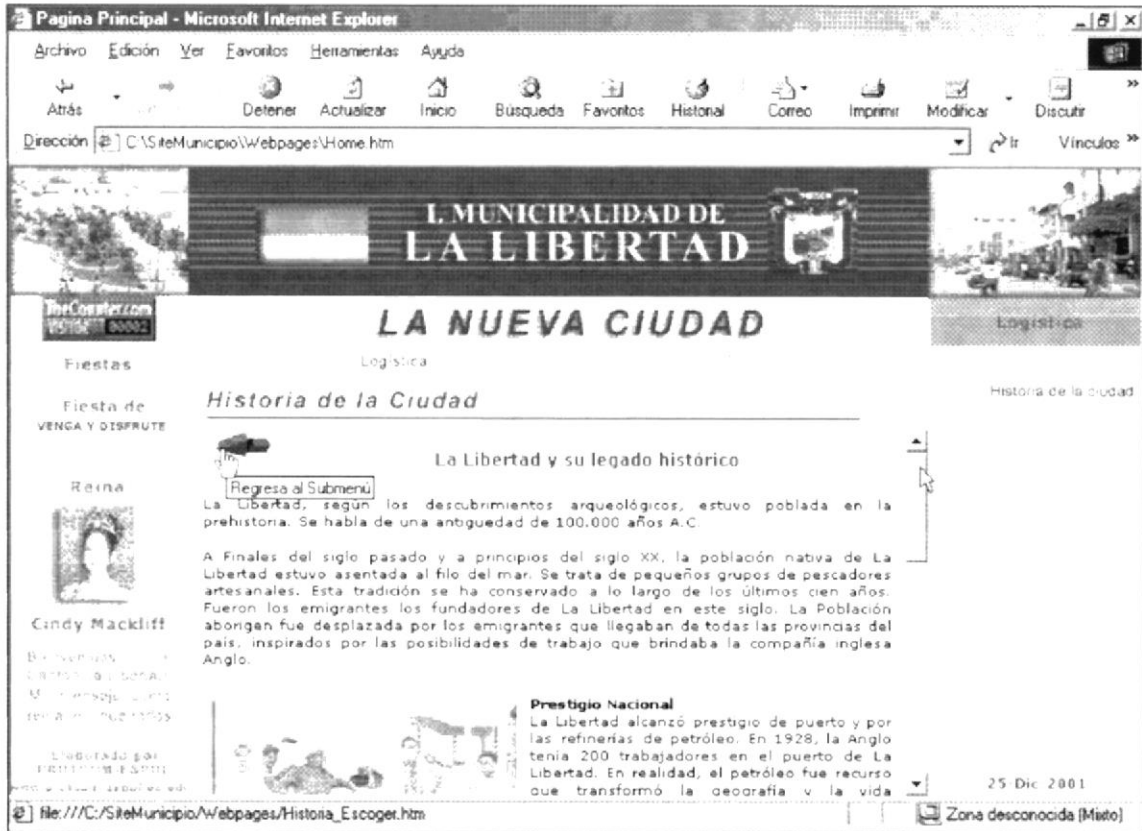 Pagina Principal - Microsoft Internet Explorer
Archivo Edición Ver Favoritos Herramientas Ayuda
Atrás Detener Actualizar Inicio Búsqueda Favoritos Historial Correo Imprimir Modificar Discutir »
Dirección C:\SiteMunicipio\Webpages\Home.htm Ir Vínculos »
I. MUNICIPALIDAD DE
LA LIBERTAD
TheCounter.com
00002
LA NUEVA CIUDAD
Logística
Fiestas
Logística
Historia de la ciudad
Fiesta de
VENGA Y DISFRUTE
Historia de la Ciudad
La Libertad y su legado histórico
Regresa al Submenú
Reina
La Libertad, según los descubrimientos arqueológicos, estuvo poblada en la
prehistoria. Se habla de una antiguedad de 100.000 años A.C.
A Finales del siglo pasado y a principios del siglo XX, la población nativa de La
Libertad estuvo asentada al filo del mar. Se trata de pequeños grupos de pescadores
artesanales. Esta tradición se ha conservado a lo largo de los últimos cien años.
Fueron los emigrantes los fundadores de La Libertad en este siglo. La Población
aborigen fue desplazada por los emigrantes que llegaban de todas las provincias del
país, inspirados por las posibilidades de trabajo que brindaba la compañía inglesa
Anglo.
Cindy Mackliff
Prestigio Nacional
La Libertad alcanzó prestigio de puerto y por
las refinerías de petróleo. En 1928, la Anglo
tenía 200 trabajadores en el puerto de La
Libertad. En realidad, el petróleo fue recurso
que transformó la geografía y la vida
Elaborado por
25 Dic 2001
file:///C:/SiteMunicipio/Webpages/Historia_Escoger.htm Zona desconocida (Mixto)